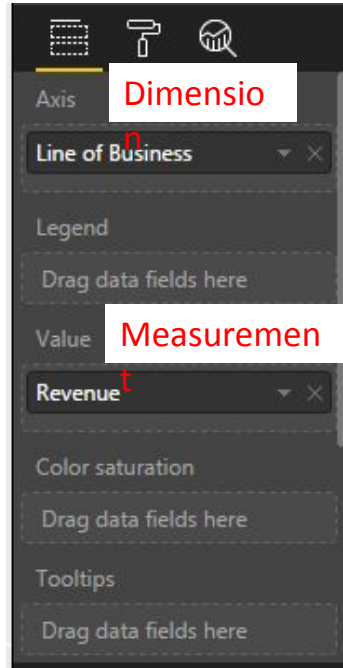 Axis
Dimensio
n
Line of Business
Legend
Drag data fields here
Value
Measuremen
t
Revenue
Color saturation
Drag data fields here
Tooltips
Drag data fields here